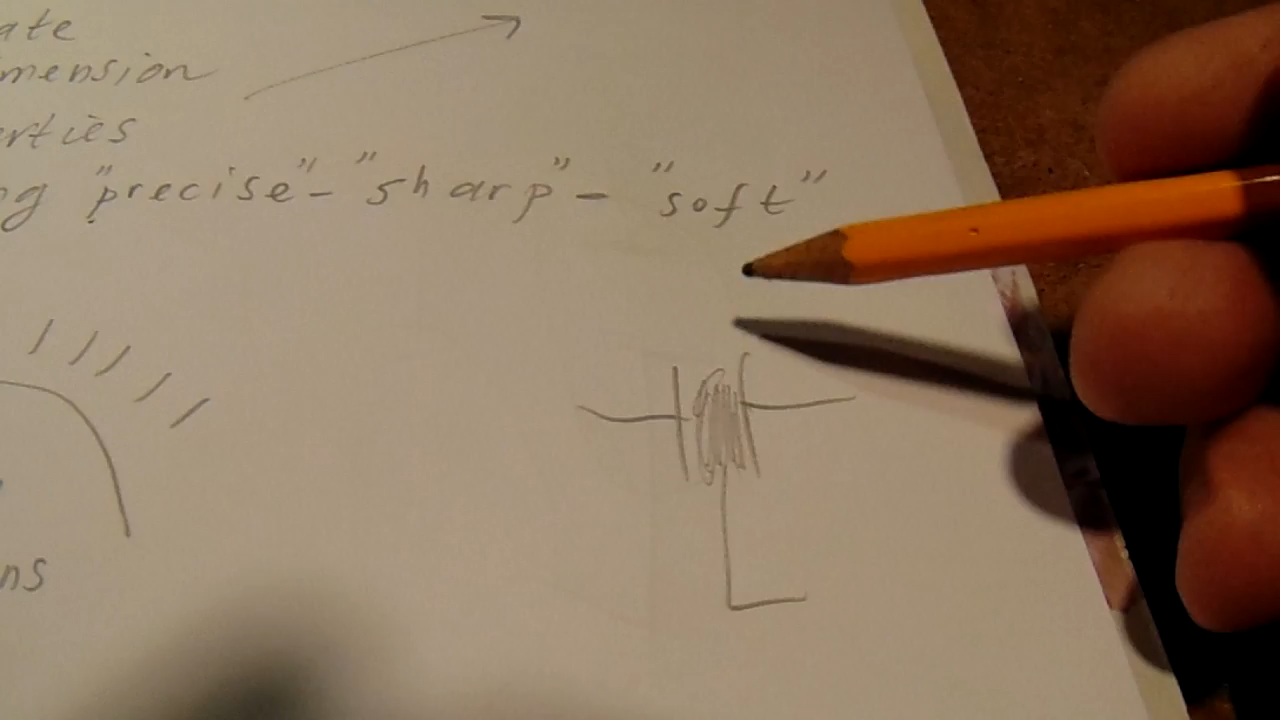 ate
mension
erties
ng "precise" - "sharp" - "soft"
ns